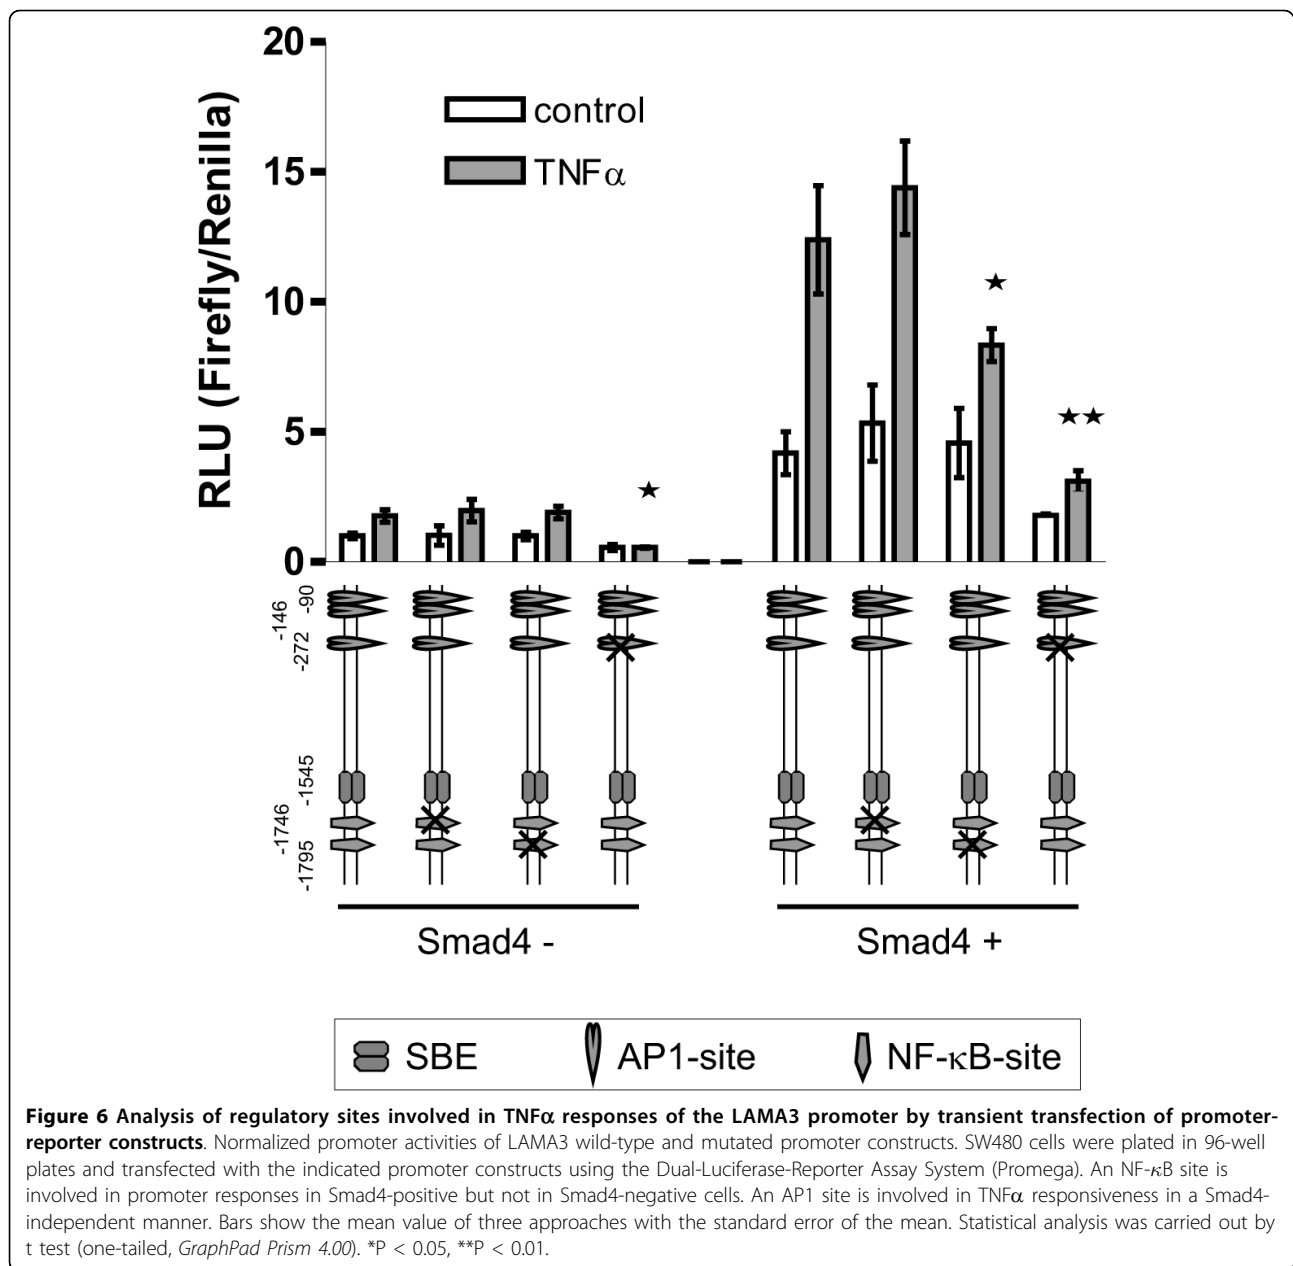 20
15
10
5
0
RLU (Firefly/Renilla)
control
TNFα
★
★
★★
-90
-146
-272
-1545
-1746
-1795
Smad4 -
Smad4 +
SBE
AP1-site
NF-κB-site
Figure 6 Analysis of regulatory sites involved in TNFα responses of the LAMA3 promoter by transient transfection of promoter-
reporter constructs. Normalized promoter activities of LAMA3 wild-type and mutated promoter constructs. SW480 cells were plated in 96-well
plates and transfected with the indicated promoter constructs using the Dual-Luciferase-Reporter Assay System (Promega). An NF-κB site is
involved in promoter responses in Smad4-positive but not in Smad4-negative cells. An AP1 site is involved in TNFα responsiveness in a Smad4-
independent manner. Bars show the mean value of three approaches with the standard error of the mean. Statistical analysis was carried out by
t test (one-tailed, GraphPad Prism 4.00). *P < 0.05, **P < 0.01.